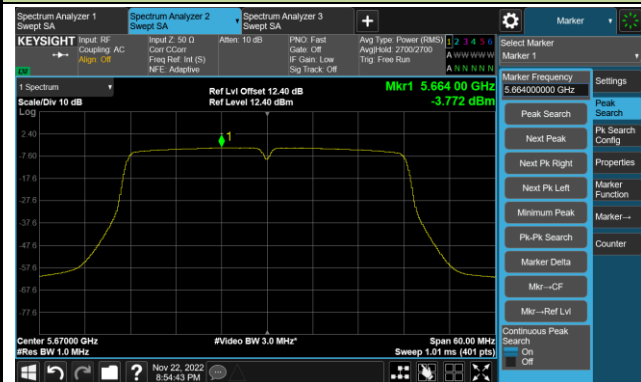 Spectrum Analyzer 1
Swept SA
Spectrum Analyzer 2
Swept SA
Spectrum Analyzer 3
Swept SA
+
Marker
KEYSIGHT
Input: RF
Coupling: AC
Align: Off
Input Z: 50 Ω
Corr CCorr
Freq Ref: Int (S)
NFE: Adaptive
Atten: 10 dB
PNO: Fast
Gate: Off
IF Gain: Low
Sig Track: Off
Avg Type: Power (RMS)
Avg|Hold: 2700/2700
Trig: Free Run
1 2 3 4 5 6
A W W W W W
A N N N N N
LXI
Select Marker
Marker 1
1 Spectrum
Scale/Div 10 dB
Log
Ref Lvl Offset 12.40 dB
Ref Level 12.40 dBm
Mkr1 5.664 00 GHz
-3.772 dBm
2.40
-7.60
-17.6
-27.6
-37.6
-47.6
-57.6
-67.6
-77.6
1
Center 5.67000 GHz
#Res BW 1.0 MHz
#Video BW 3.0 MHz*
Span 60.00 MHz
Sweep 1.01 ms (401 pts)
Marker Frequency
5.664000000 GHz
Peak Search
Next Peak
Next Pk Right
Next Pk Left
Minimum Peak
Pk-Pk Search
Marker Delta
Mkr→CF
Mkr→Ref Lvl
Continuous Peak
Search
On
Off
Settings
Peak
Search
Pk Search
Config
Properties
Marker
Function
Marker→
Counter
?
Nov 22, 2022
8:54:43 PM